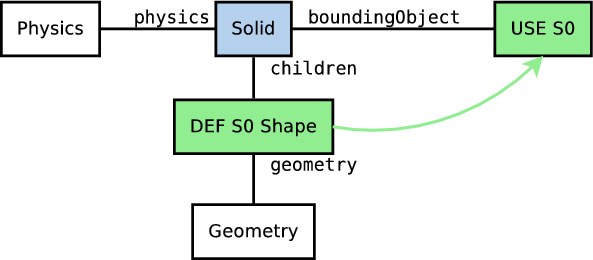 Physics
physics
Solid
boundingObject
USE S0
children
DEF S0 Shape
geometry
Geometry